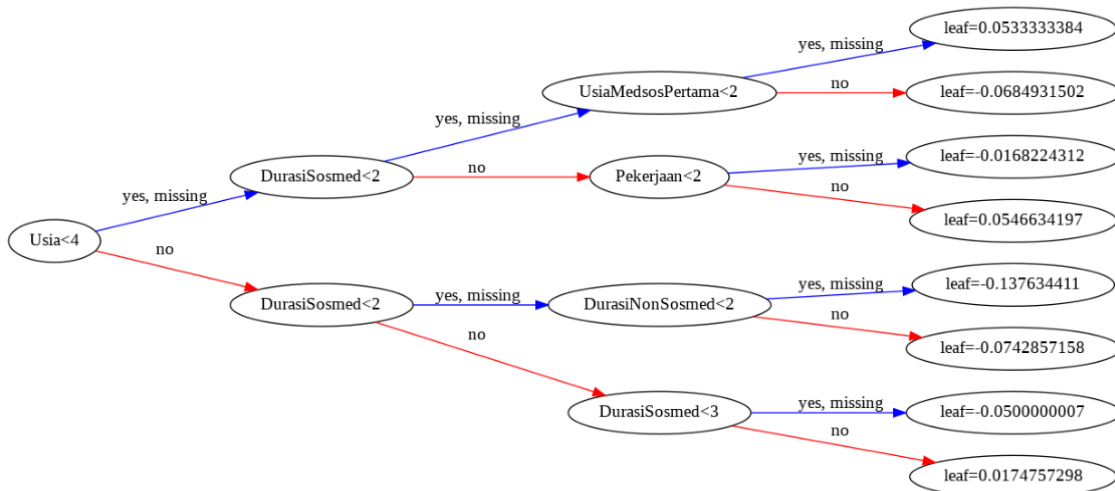 leaf=0.0533333384
yes, missing
UsiaMedsosPertama<2
no
leaf=-0.0684931502
yes, missing
DurasiSosmed<2
no
Pekerjaan<2
yes, missing
leaf=-0.0168224312
no
leaf=0.0546634197
yes, missing
Usia<4
no
DurasiSosmed<2
yes, missing
DurasiNonSosmed<2
yes, missing
leaf=-0.137634411
no
leaf=-0.0742857158
no
DurasiSosmed<3
yes, missing
leaf=-0.0500000007
no
leaf=0.0174757298